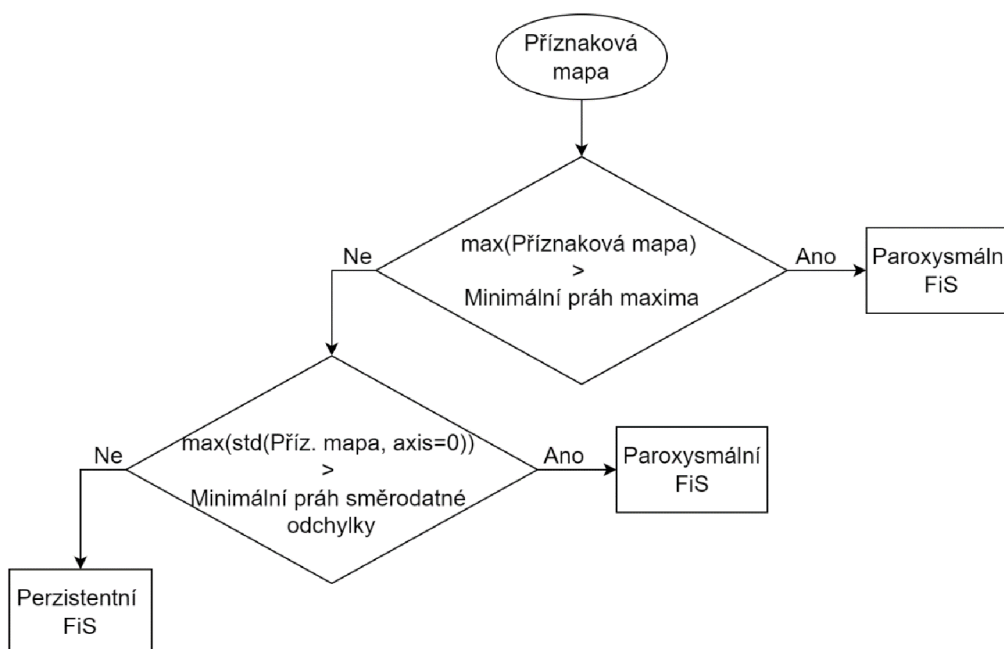 Příznaková
mapa
max(Příznaková mapa)
>
Minimální práh maxima
Ne
Ano
Paroxysmáln
FiS
max(std(Příz. mapa, axis=0))
>
Minimální práh směrodatné
odchylky
Ne
Ano
Paroxysmální
FiS
Perzistentní
FiS